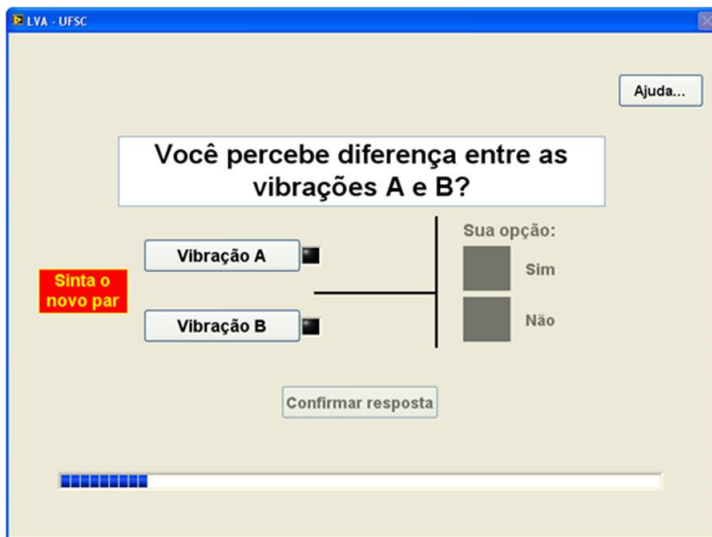 LVA - UFSC
Ajuda...
Você percebe diferença entre as
vibrações A e B?
Sua opção:
Vibração A
Sim
Sinta o
novo par
Vibração B
Não
Confirmar resposta